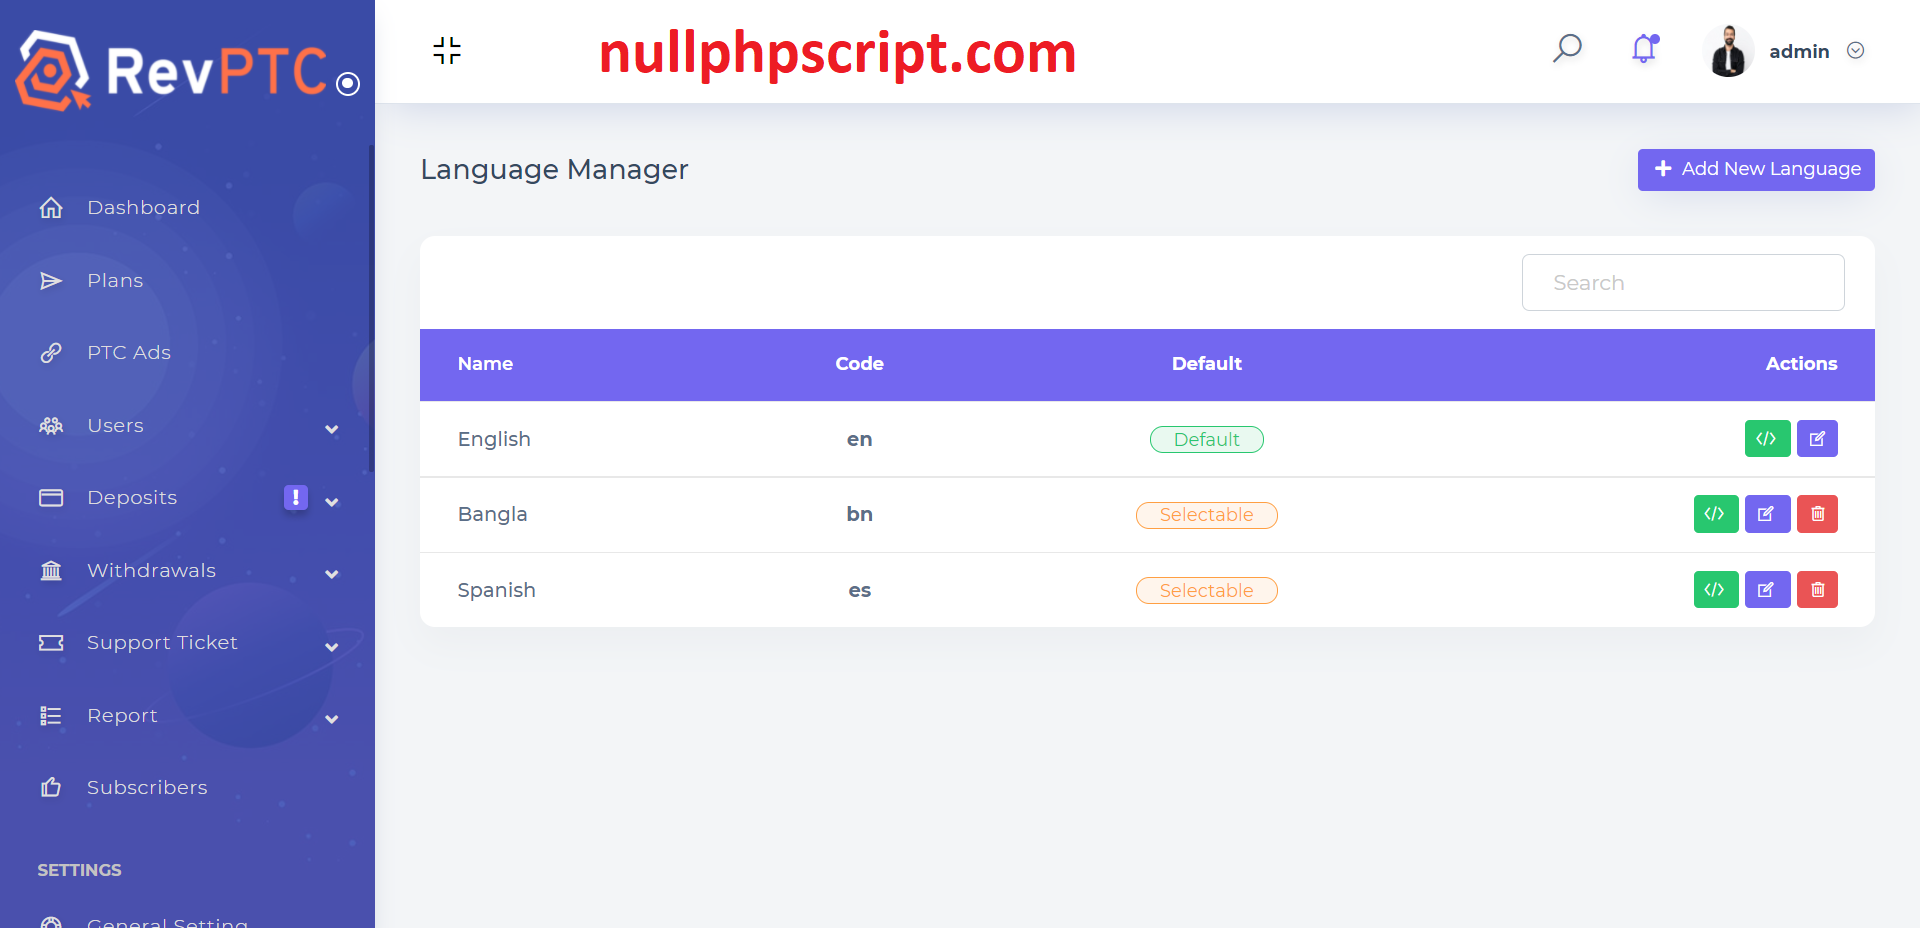 RevPTC
nullphpscript.com
admin
Dashboard
Plans
PTC Ads
Users
Deposits
Withdrawals
Support Ticket
Report
Subscribers
SETTINGS
General Setting
Language Manager
Add New Language
Search
Name Code Default Actions
English en Default
Bangla bn Selectable
Spanish es Selectable